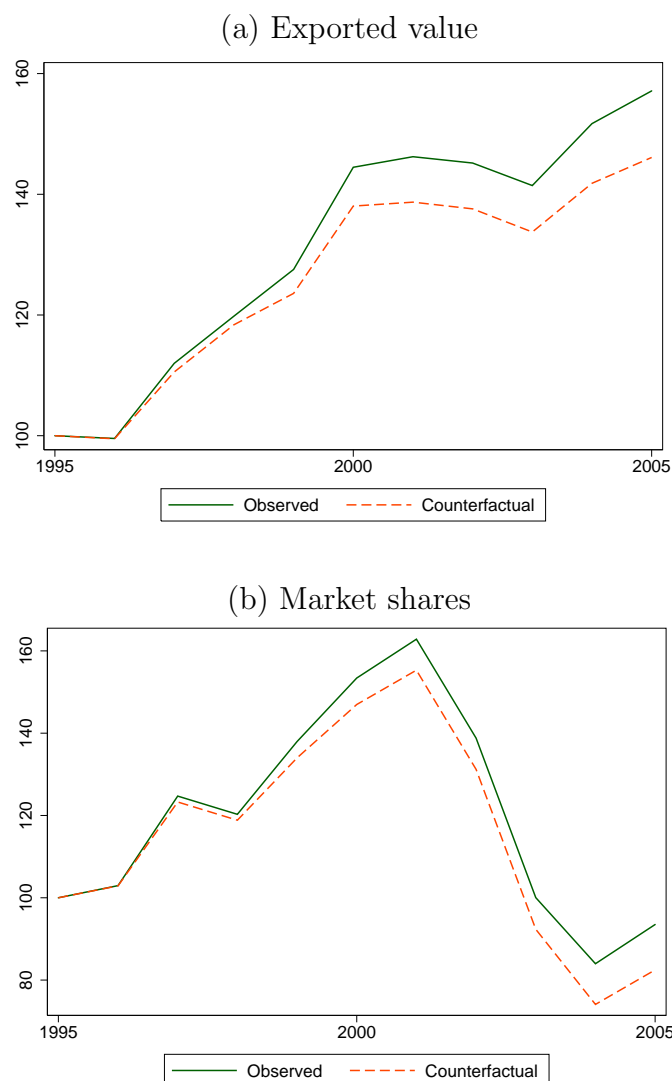 (a) Exported value
160
140
120
100
1995 2000 2005
Observed Counterfactual
(b) Market shares
160
140
120
100
80
1995 2000 2005
Observed Counterfactual